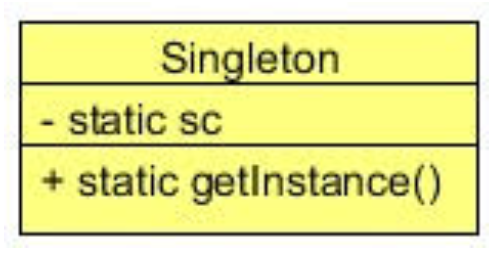 Singleton
- static sc
+ static getInstance()